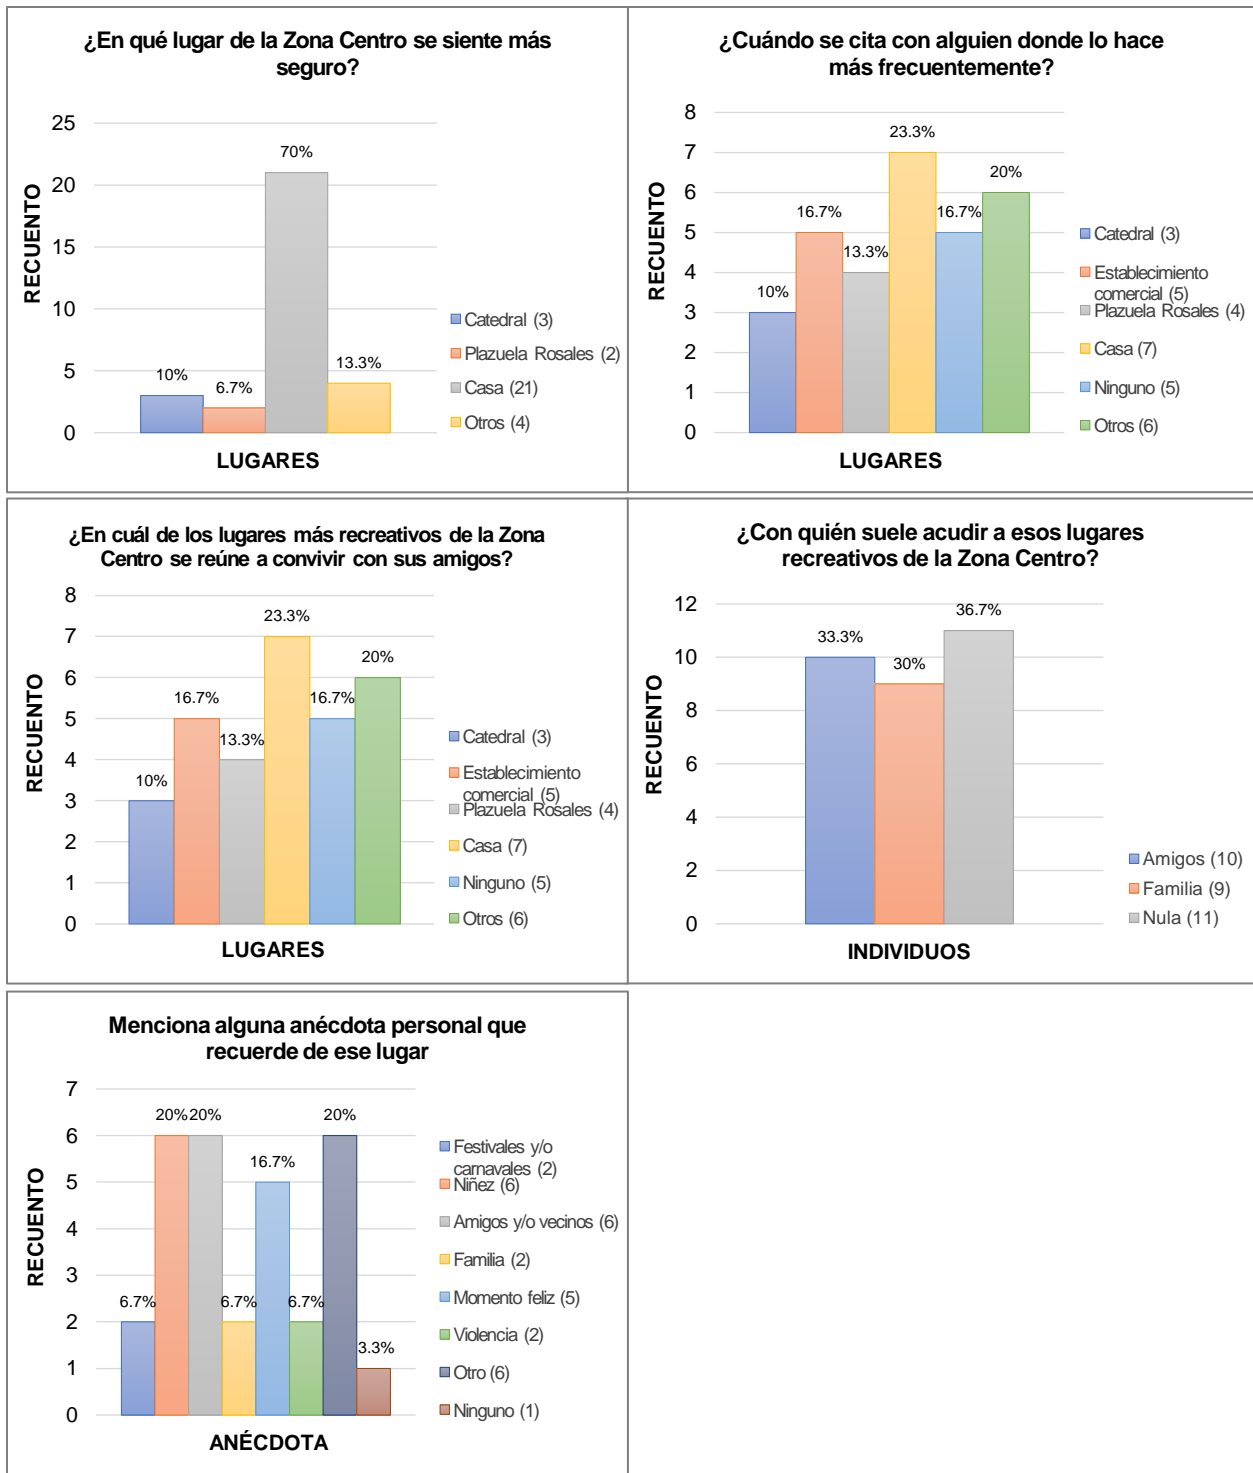 ¿En qué lugar de la Zona Centro se siente más
seguro?
25
20
15
10
5
0
RECUENTO
70%
10%
6.7%
13.3%
LUGARES
Catedral (3)
Plazuela Rosales (2)
Casa (21)
Otros (4)
¿Cuándo se cita con alguien donde lo hace
más frecuentemente?
8
7
6
5
4
3
2
1
0
RECUENTO
10%
16.7%
13.3%
23.3%
16.7%
20%
LUGARES
Catedral (3)
Establecimiento
comercial (5)
Plazuela Rosales (4)
Casa (7)
Ninguno (5)
Otros (6)
¿En cuál de los lugares más recreativos de la Zona
Centro se reúne a convivir con sus amigos?
8
7
6
5
4
3
2
1
0
RECUENTO
10%
16.7%
13.3%
23.3%
16.7%
20%
LUGARES
Catedral (3)
Establecimiento
comercial (5)
Plazuela Rosales (4)
Casa (7)
Ninguno (5)
Otros (6)
¿Con quién suele acudir a esos lugares
recreativos de la Zona Centro?
12
10
8
6
4
2
0
RECUENTO
33.3%
30%
36.7%
INDIVIDUOS
Amigos (10)
Familia (9)
Nula (11)
Menciona alguna anécdota personal que
recuerde de ese lugar
7
6
5
4
3
2
1
0
RECUENTO
6.7%
20%
20%
6.7%
16.7%
6.7%
20%
3.3%
ANÉCDOTA
Festivales y/o
carnavales (2)
Niñez (6)
Amigos y/o vecinos (6)
Familia (2)
Momento feliz (5)
Violencia (2)
Otro (6)
Ninguno (1)